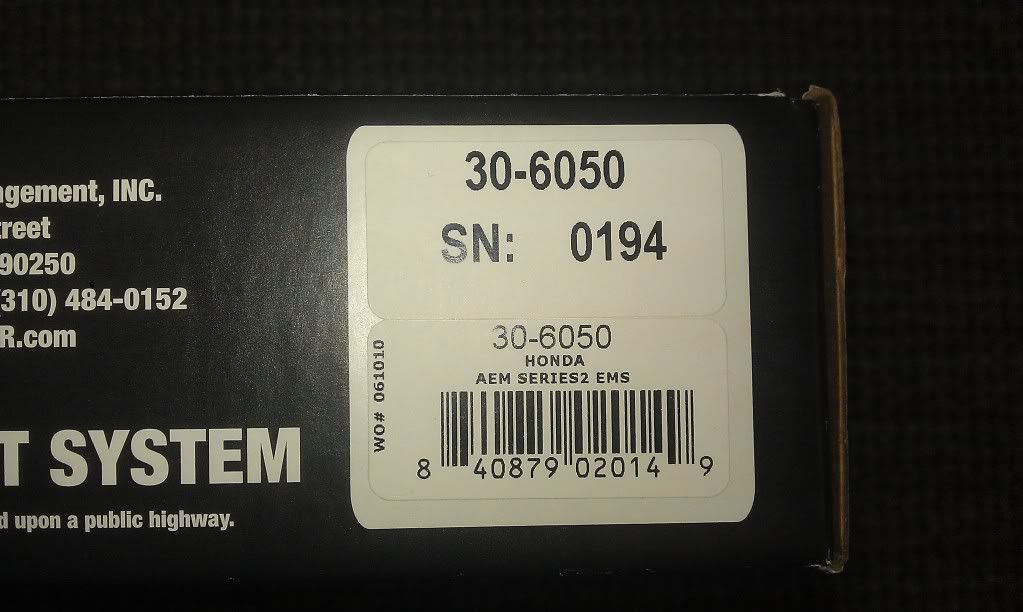 agement, INC.
treet
90250
(310) 484-0152
R.com
T SYSTEM
d upon a public highway.
30-6050
SN: 0194
30-6050
HONDA
AEM SERIES2 EMS
WO# 061010
8 40879 02014 9